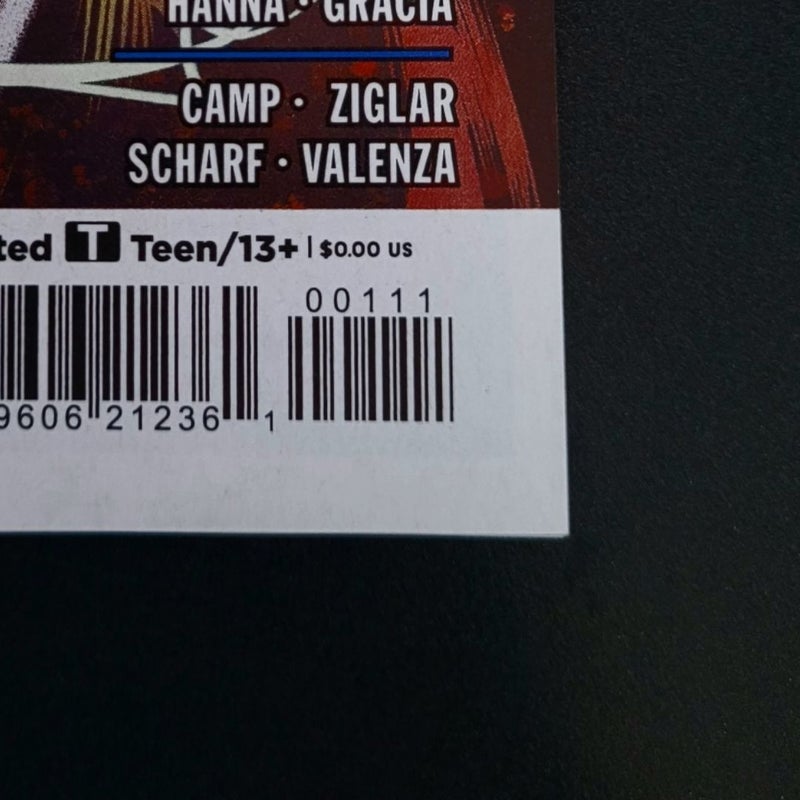 HANNA · GRACIA
CAMP · ZIGLAR
SCHARF · VALENZA
ted T Teen/13+ | $0.00 US
00111
9606 21236 1